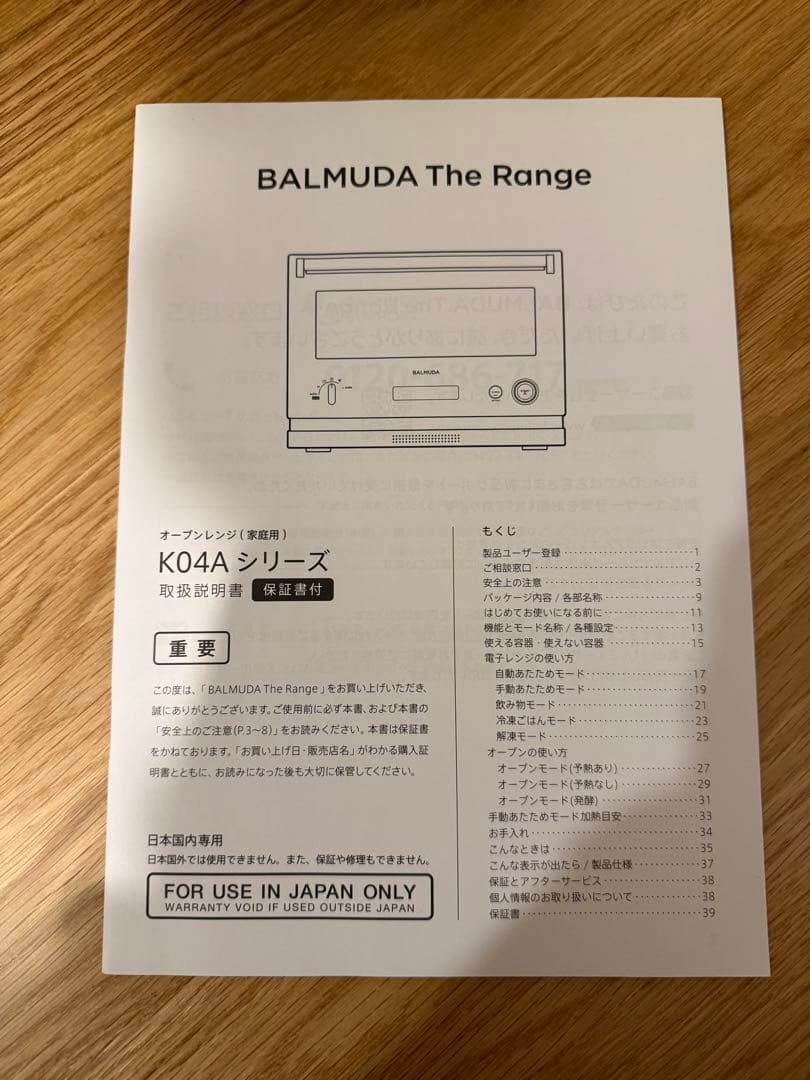 BALMUDA The Range
BALMUDA
オーブンレンジ(家庭用)
K04A シリーズ
取扱説明書 保証書付
重要
この度は、「BALMUDA The Range」をお買い上げいただき、
誠にありがとうございます。ご使用前に必ず本書、および本書の
「安全上のご注意(P.3〜8)」をお読みください。本書は保証書
をかねております。「お買い上げ日・販売店名」がわかる購入証
明書とともに、お読みになった後も大切に保管してください。
日本国内専用
日本国外では使用できません。また、保証や修理もできません。
FOR USE IN JAPAN ONLY
WARRANTY VOID IF USED OUTSIDE JAPAN
もくじ
製品ユーザー登録 1
ご相談窓口 2
安全上の注意 3
パッケージ内容 / 各部名称 9
はじめてお使いになる前に 11
機能とモード名称 / 各種設定 13
使える容器・使えない容器 15
電子レンジの使い方
自動あたためモード 17
手動あたためモード 19
飲み物モード 21
冷凍ごはんモード 23
解凍モード 25
オーブンの使い方
オーブンモード(予熱あり) 27
オーブンモード(予熱なし) 29
オーブンモード(発酵) 31
手動あたためモード加熱目安 33
お手入れ 34
こんなときは 35
こんな表示が出たら / 製品仕様 37
保証とアフターサービス 38
個人情報のお取り扱いについて 38
保証書 39